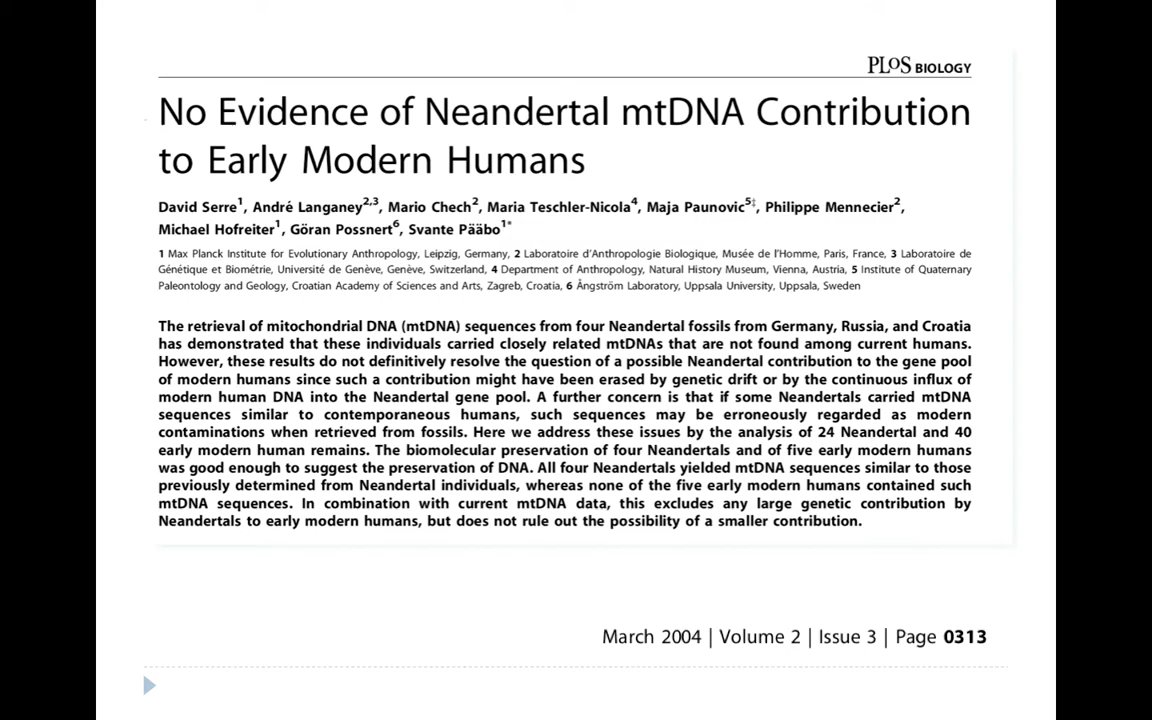 PLOS BIOLOGY
No Evidence of Neandertal mtDNA Contribution
to Early Modern Humans
David Serre1, André Langaney2,3, Mario Chech2, Maria Teschler-Nicola4, Maja Paunovic5‡, Philippe Mennecier2,
Michael Hofreiter1, Göran Possnert6, Svante Pääbo1*
1 Max Planck Institute for Evolutionary Anthropology, Leipzig, Germany, 2 Laboratoire d'Anthropologie Biologique, Musée de l'Homme, Paris, France, 3 Laboratoire de
Génétique et Biométrie, Université de Genève, Genève, Switzerland, 4 Department of Anthropology, Natural History Museum, Vienna, Austria, 5 Institute of Quaternary
Paleontology and Geology, Croatian Academy of Sciences and Arts, Zagreb, Croatia, 6 Ångström Laboratory, Uppsala University, Uppsala, Sweden
The retrieval of mitochondrial DNA (mtDNA) sequences from four Neandertal fossils from Germany, Russia, and Croatia
has demonstrated that these individuals carried closely related mtDNAs that are not found among current humans.
However, these results do not definitively resolve the question of a possible Neandertal contribution to the gene pool
of modern humans since such a contribution might have been erased by genetic drift or by the continuous influx of
modern human DNA into the Neandertal gene pool. A further concern is that if some Neandertals carried mtDNA
sequences similar to contemporaneous humans, such sequences may be erroneously regarded as modern
contaminations when retrieved from fossils. Here we address these issues by the analysis of 24 Neandertal and 40
early modern human remains. The biomolecular preservation of four Neandertals and of five early modern humans
was good enough to suggest the preservation of DNA. All four Neandertals yielded mtDNA sequences similar to those
previously determined from Neandertal individuals, whereas none of the five early modern humans contained such
mtDNA sequences. In combination with current mtDNA data, this excludes any large genetic contribution by
Neandertals to early modern humans, but does not rule out the possibility of a smaller contribution.
March 2004 | Volume 2 | Issue 3 | Page 0313